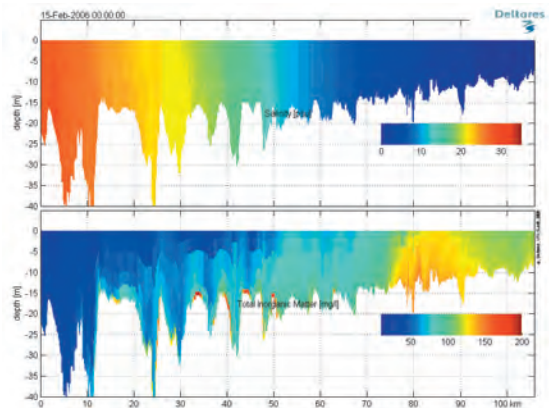 15-Feb-2006 00:00:00
Deltares
0
-5
-10
-15
-20
-25
-30
-35
-40
depth [m]
Salinity [psu]
0 10 20 30
0
-5
-10
-15
-20
-25
-30
-35
-40
depth [m]
Total Inorganic Matter [mg/l]
50 100 150 200
0 10 20 30 40 50 60 70 80 90 100 km